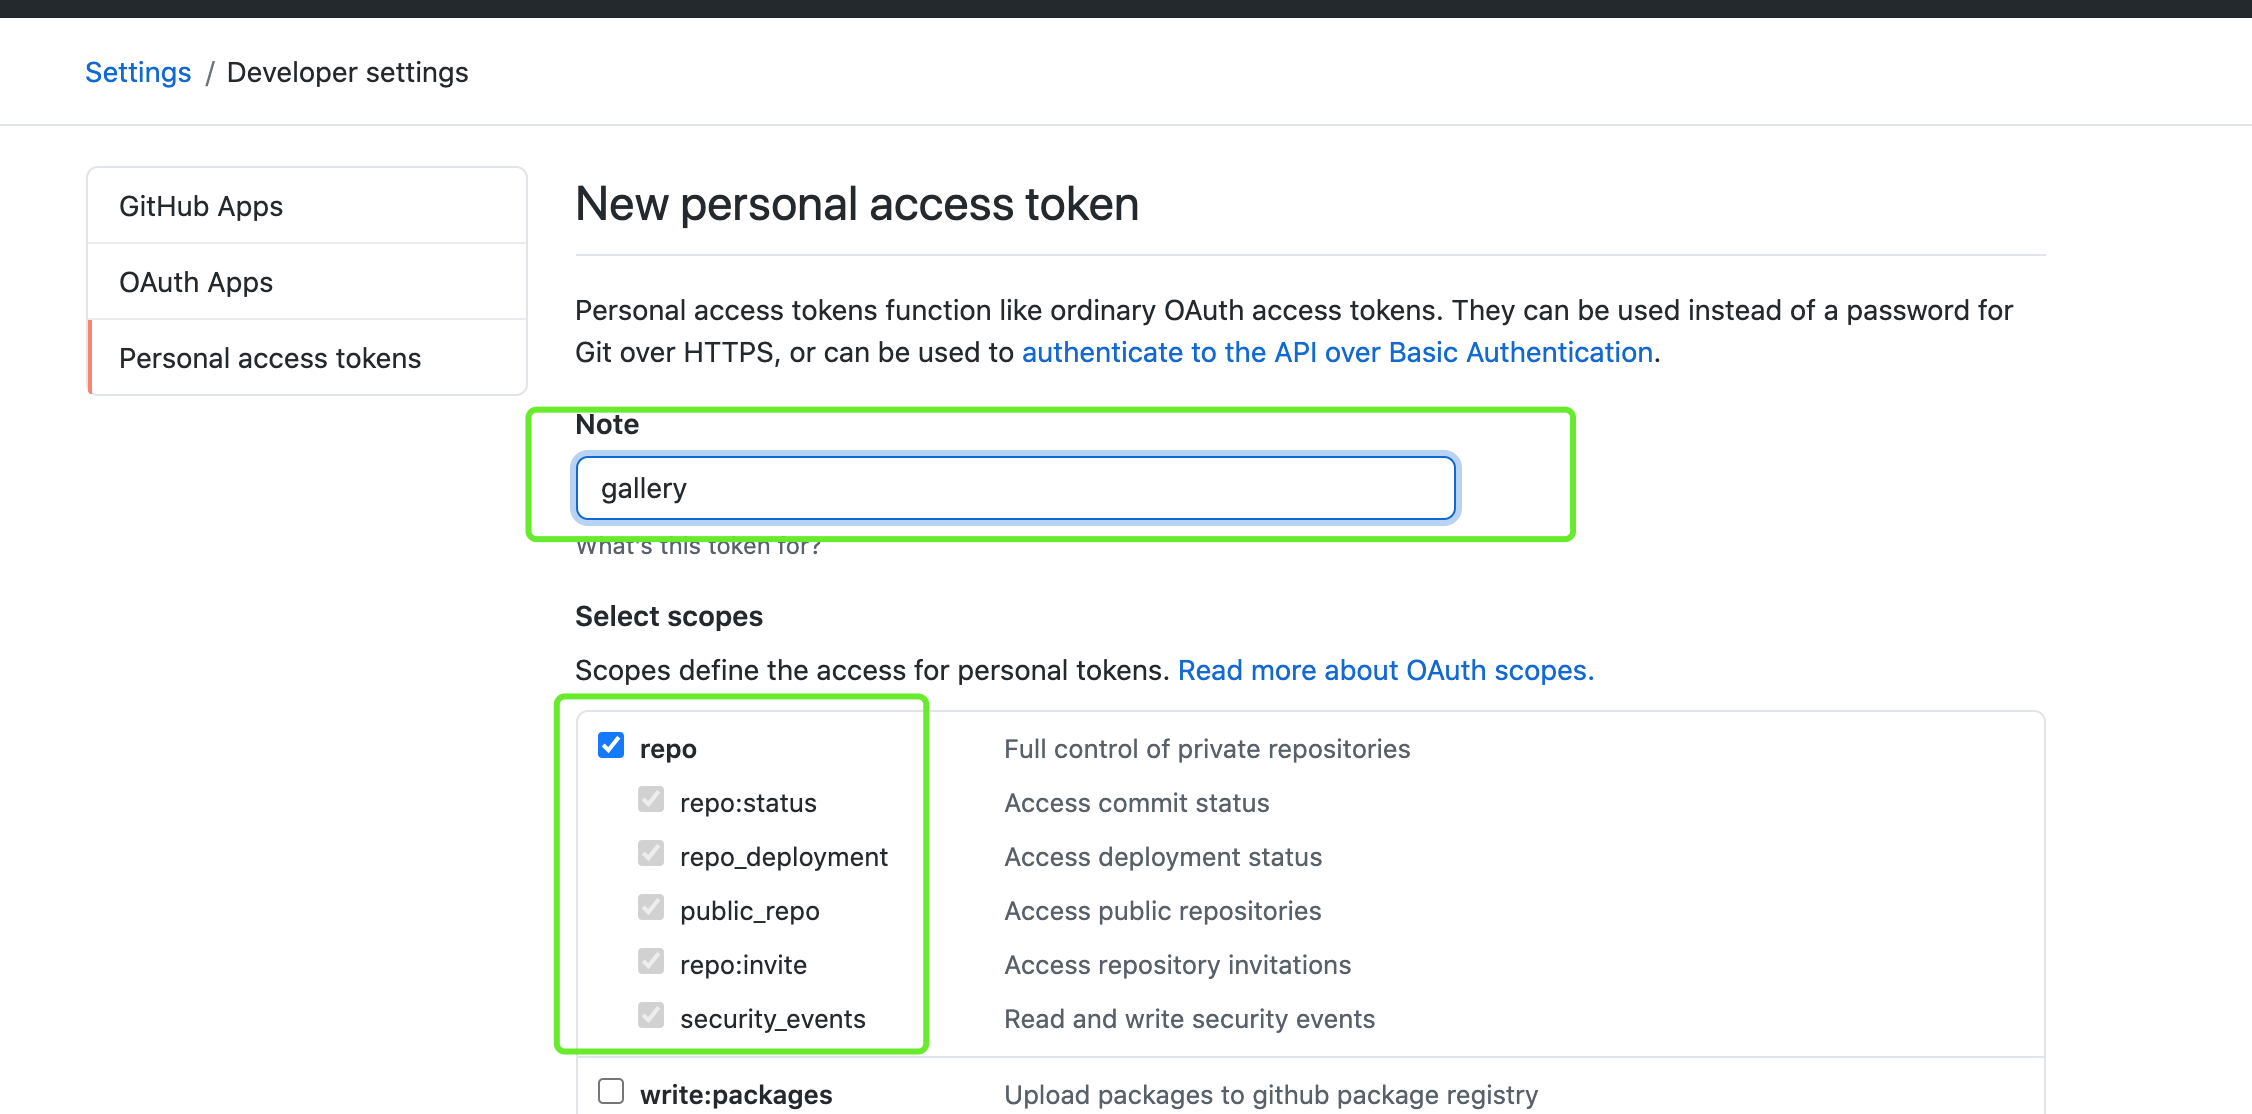 Settings / Developer settings
GitHub Apps
OAuth Apps
Personal access tokens
New personal access token
Personal access tokens function like ordinary OAuth access tokens. They can be used instead of a password for
Git over HTTPS, or can be used to authenticate to the API over Basic Authentication.
Note
gallery
What's this token for?
Select scopes
Scopes define the access for personal tokens. Read more about OAuth scopes.
repo Full control of private repositories
repo:status Access commit status
repo_deployment Access deployment status
public_repo Access public repositories
repo:invite Access repository invitations
security_events Read and write security events
write:packages Upload packages to github package registry